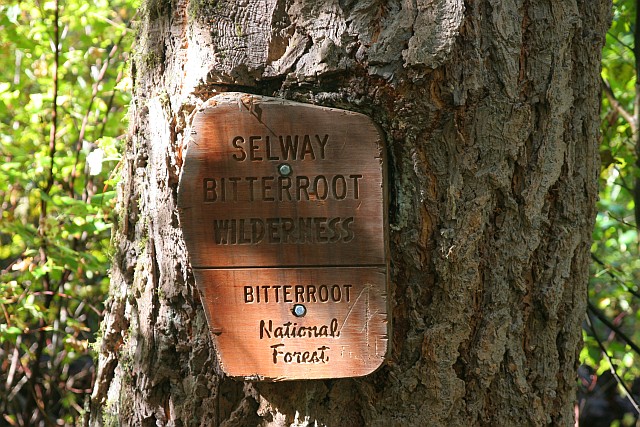 SELWAY
BITTERROOT
WILDERNESS
BITTERROOT
National
Forest